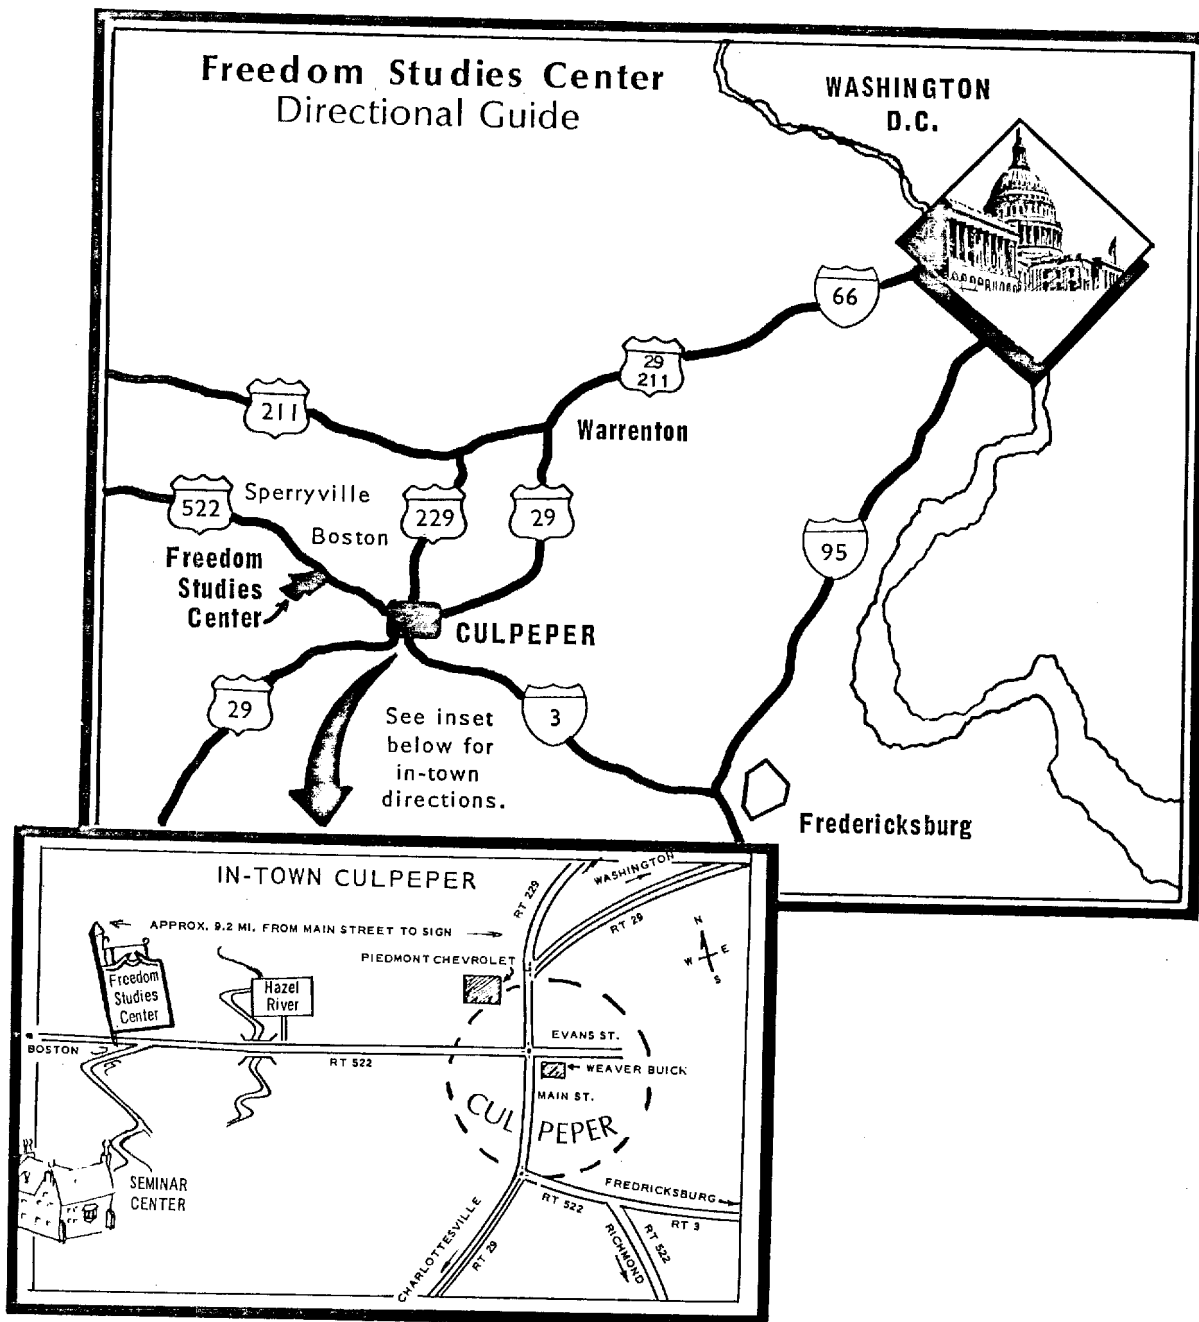 Freedom Studies Center
Directional Guide
WASHINGTON
D.C.
66
29
211
211
Warrenton
522
Sperryville
229
29
Boston
95
Freedom
Studies
Center
CULPEPER
29
See inset
below for
in-town
directions.
3
Fredericksburg
IN-TOWN CULPEPER
WASHINGTON
RT 229
RT 29
N
W
E
S
APPROX. 9.2 MI. FROM MAIN STREET TO SIGN
PIEDMONT CHEVROLET
Freedom
Studies
Center
Hazel
River
EVANS ST.
BOSTON
RT 522
WEAVER BUICK
MAIN ST.
CULPEPER
SEMINAR
CENTER
FREDRICKSBURG
RT 522
RT 3
CHARLOTTESVILLE
RT 29
RICHMOND
RT 522